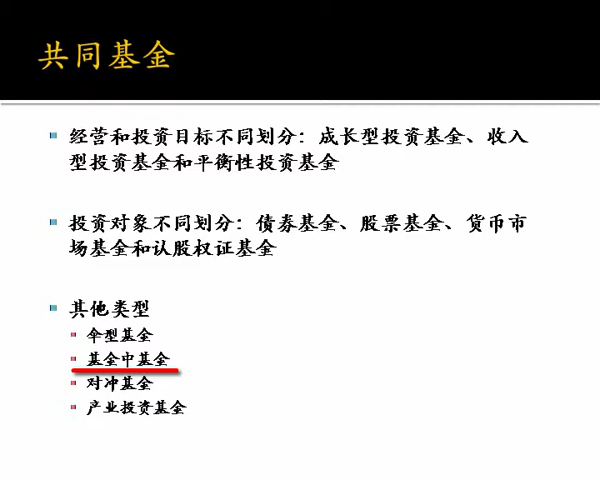 共同基金
经营和投资目标不同划分：成长型投资基金、收入
型投资基金和平衡性投资基金
投资对象不同划分：债券基金、股票基金、货币市
场基金和认股权证基金
其他类型
伞型基金
基金中基金
对冲基金
产业投资基金